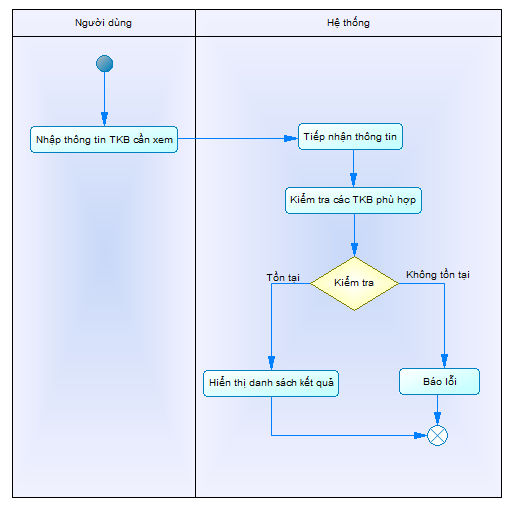 Người dùng
Hệ thống
Nhập thông tin TKB cần xem
Tiếp nhận thông tin
Kiểm tra các TKB phù hợp
Kiểm tra
Tồn tại
Không tồn tại
Hiển thị danh sách kết quả
Báo lỗi